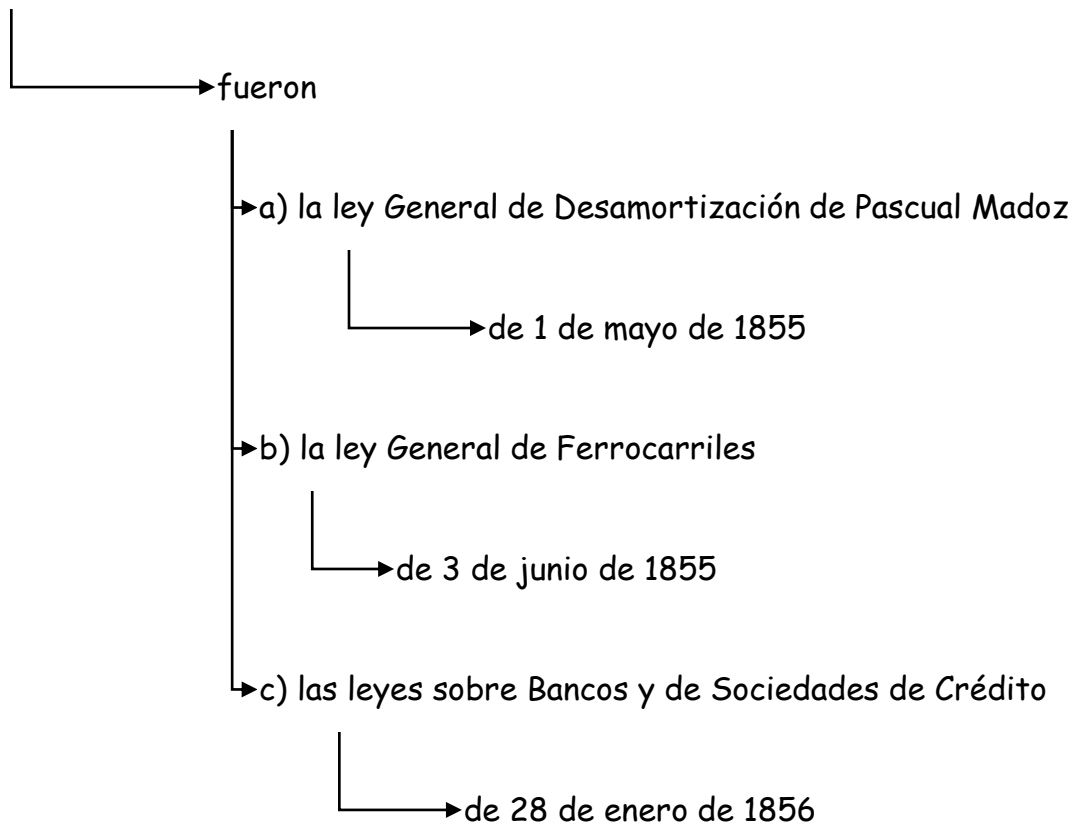 fueron
a) la ley General de Desamortización de Pascual Madoz
de 1 de mayo de 1855
b) la ley General de Ferrocarriles
de 3 de junio de 1855
c) las leyes sobre Bancos y de Sociedades de Crédito
de 28 de enero de 1856